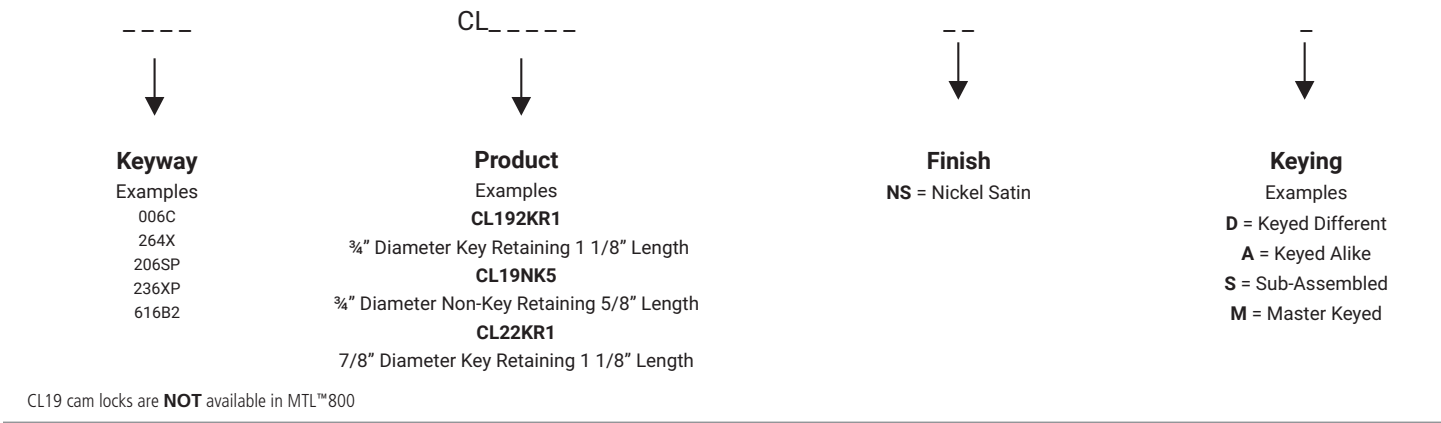 _ _ _ _ CL_ _ _ _ _ _ _ _
Keyway
Examples
006C
264X
206SP
236XP
616B2
Product
Examples
CL192KR1
¾” Diameter Key Retaining 1 1/8” Length
CL19NK5
¾” Diameter Non-Key Retaining 5/8” Length
CL22KR1
7/8” Diameter Key Retaining 1 1/8” Length
Finish
NS = Nickel Satin
Keying
Examples
D = Keyed Different
A = Keyed Alike
S = Sub-Assembled
M = Master Keyed
CL19 cam locks are NOT available in MTL™800